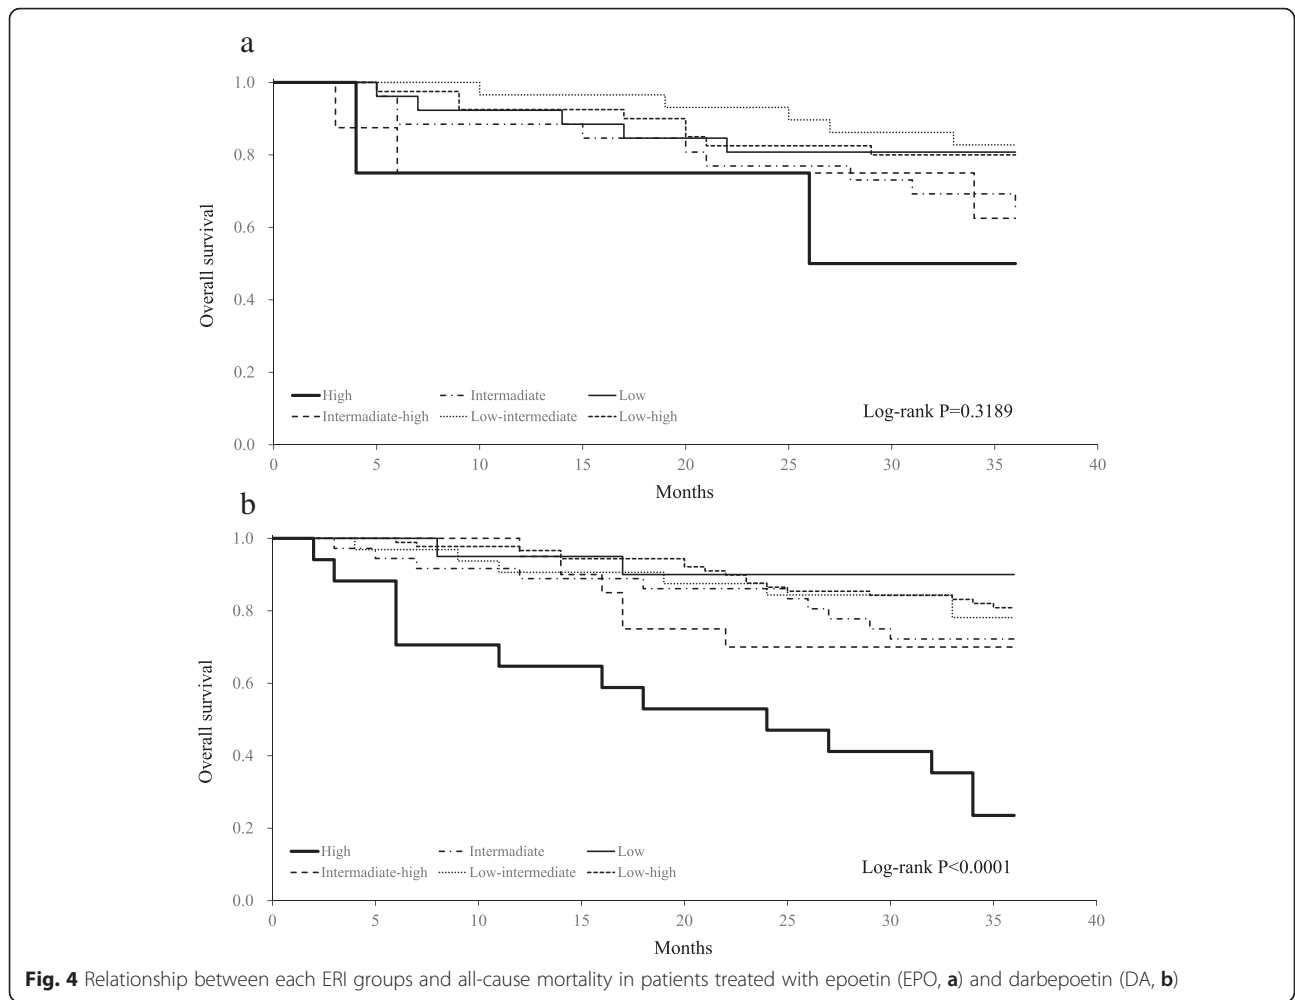 a
1.0
0.8
0.6
0.4
0.2
0.0
Overall survival
High Intermadiate Low
Intermadiate-high Low-intermediate Low-high
Log-rank P=0.3189
0 5 10 15 20 25 30 35 40
Months
b
1.0
0.8
0.6
0.4
0.2
0.0
Overall survival
High Intermadiate Low
Intermadiate-high Low-intermediate Low-high
Log-rank P<0.0001
0 5 10 15 20 25 30 35 40
Months
Fig. 4 Relationship between each ERI groups and all-cause mortality in patients treated with epoetin (EPO, a) and darbepoetin (DA, b)